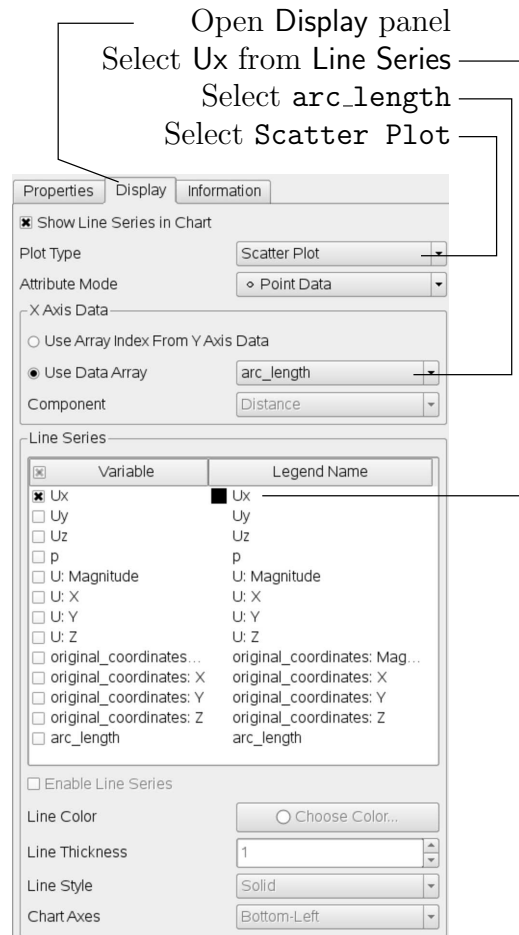 Open Display panel
Select Ux from Line Series
Select arc_length
Select Scatter Plot
Properties Display Information
Show Line Series in Chart
Plot Type Scatter Plot
Attribute Mode Point Data
X Axis Data
Use Array Index From Y Axis Data
Use Data Array arc_length
Component Distance
Line Series
Variable Legend Name
Ux Ux
Uy Uy
Uz Uz
p p
U: Magnitude U: Magnitude
U: X U: X
U: Y U: Y
U: Z U: Z
original_coordinates... original_coordinates: Mag...
original_coordinates: X original_coordinates: X
original_coordinates: Y original_coordinates: Y
original_coordinates: Z original_coordinates: Z
arc_length arc_length
Enable Line Series
Line Color Choose Color...
Line Thickness 1
Line Style Solid
Chart Axes Bottom-Left